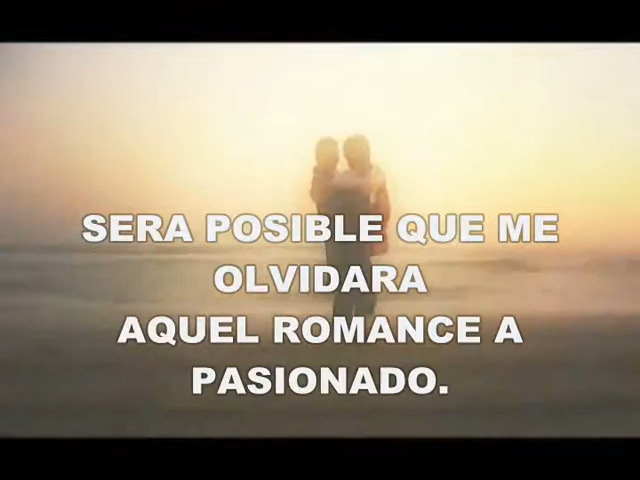 SERA POSIBLE QUE ME
OLVIDARA
AQUEL ROMANCE A
PASIONADO.